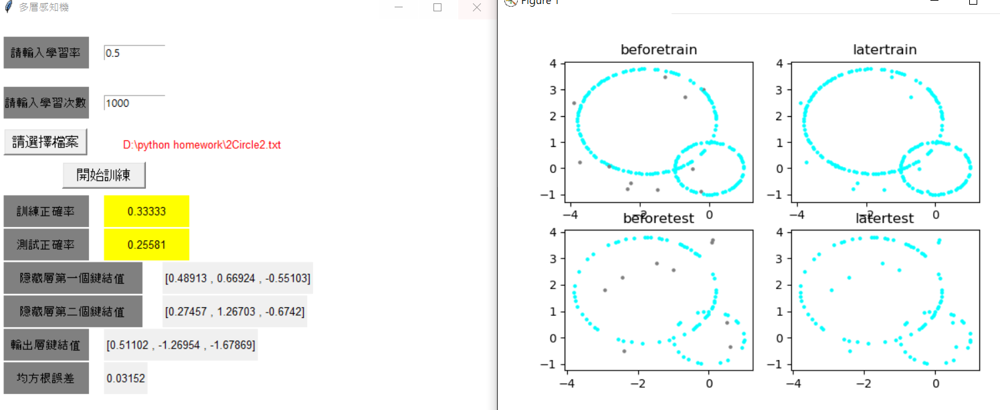 多層感知機
請輸入學習率
0.5
請輸入學習次數
1000
請選擇檔案
D:\python homework\2Circle2.txt
開始訓練
訓練正確率
0.33333
測試正確率
0.25581
隱藏層第一個鍵結值
[0.48913 , 0.66924 , -0.55103]
隱藏層第二個鍵結值
[0.27457 , 1.26703 , -0.6742]
輸出層鍵結值
[0.51102 , -1.26954 , -1.67869]
均方根誤差
0.03152
Figure 1
beforetrain
4
3
2
1
0
−1
−4
−2
0
latertrain
4
3
2
1
0
−1
−4
−2
0
beforetest
4
3
2
1
0
−1
−4
−2
0
latertest
4
3
2
1
0
−1
−4
−2
0